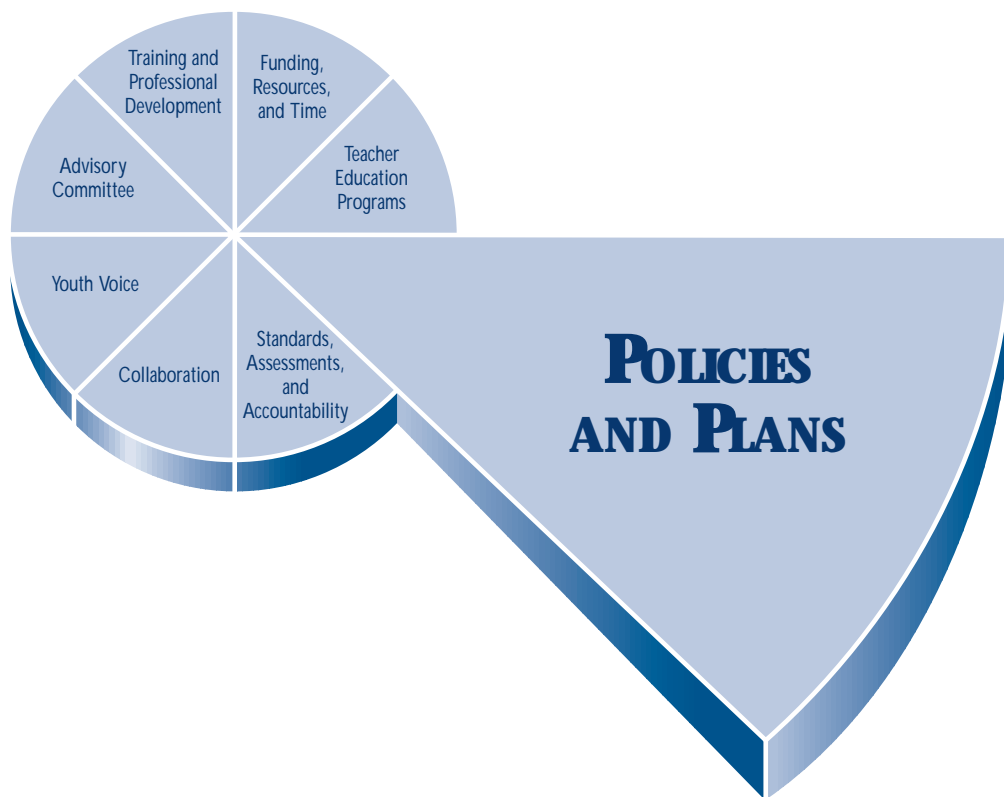 Training and
Professional
Development
Funding,
Resources,
and Time
Teacher
Education
Programs
Advisory
Committee
Youth Voice
Collaboration
Standards,
Assessments,
and
Accountability
POLICIES
AND PLANS